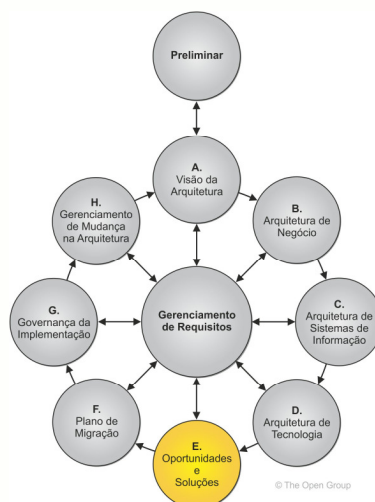 Preliminar
A.
Visão da
Arquitetura
B.
Arquitetura de
Negócio
C.
Arquitetura de
Sistemas de
Informação
D.
Arquitetura de
Tecnologia
E.
Oportunidades
e
Soluções
F.
Plano de
Migração
G.
Governança da
Implementação
H.
Gerenciamento
de Mudança
na Arquitetura
Gerenciamento
de Requisitos
© The Open Group